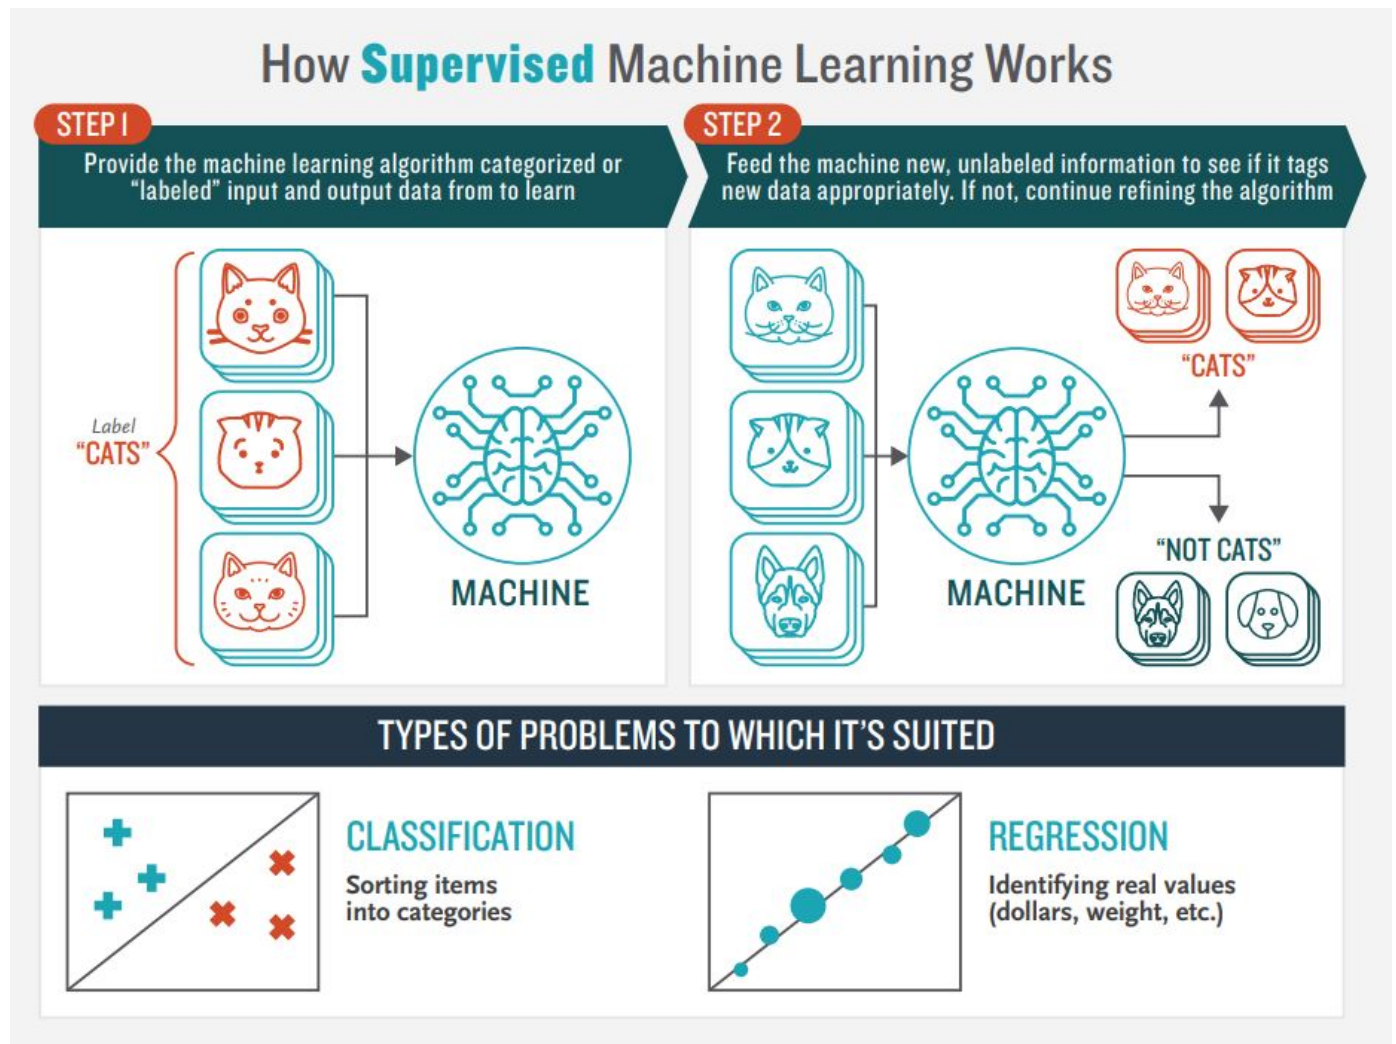 How Supervised Machine Learning Works
STEP 1
Provide the machine learning algorithm categorized or
“labeled” input and output data from to learn
STEP 2
Feed the machine new, unlabeled information to see if it tags
new data appropriately. If not, continue refining the algorithm
Label
“CATS”
MACHINE
MACHINE
“CATS”
“NOT CATS”
TYPES OF PROBLEMS TO WHICH IT’S SUITED
CLASSIFICATION
Sorting items
into categories
REGRESSION
Identifying real values
(dollars, weight, etc.)